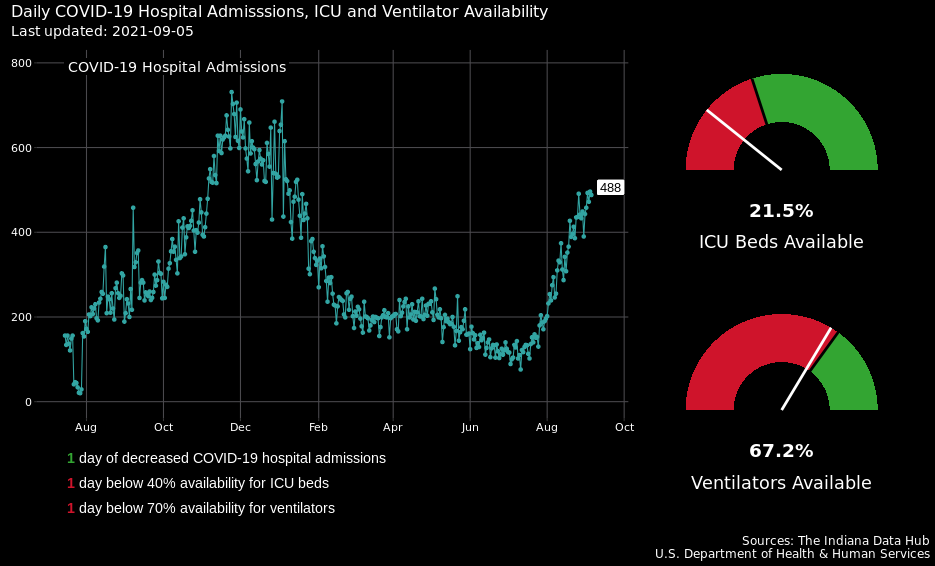 Daily COVID-19 Hospital Admisssions, ICU and Ventilator Availability
Last updated: 2021-09-05
COVID-19 Hospital Admissions
800
600
400
200
0
Aug
Oct
Dec
Feb
Apr
Jun
Aug
Oct
488
21.5%
ICU Beds Available
67.2%
Ventilators Available
1 day of decreased COVID-19 hospital admissions
1 day below 40% availability for ICU beds
1 day below 70% availability for ventilators
Sources: The Indiana Data Hub
U.S. Department of Health & Human Services